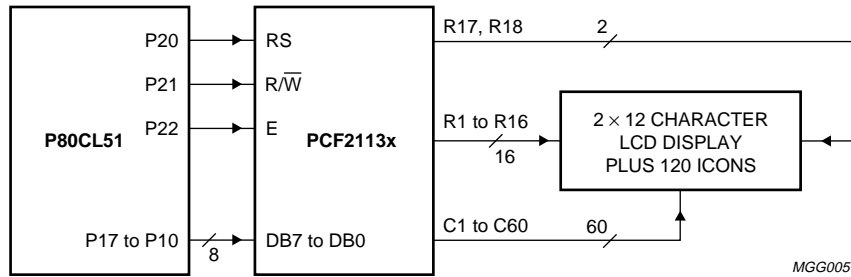 P20
RS
R17, R18
2
P21
R/W̅
P22
E
P80CL51
PCF2113x
R1 to R16
16
2 × 12 CHARACTER
LCD DISPLAY
PLUS 120 ICONS
P17 to P10
8
DB7 to DB0
C1 to C60
60
MGG005